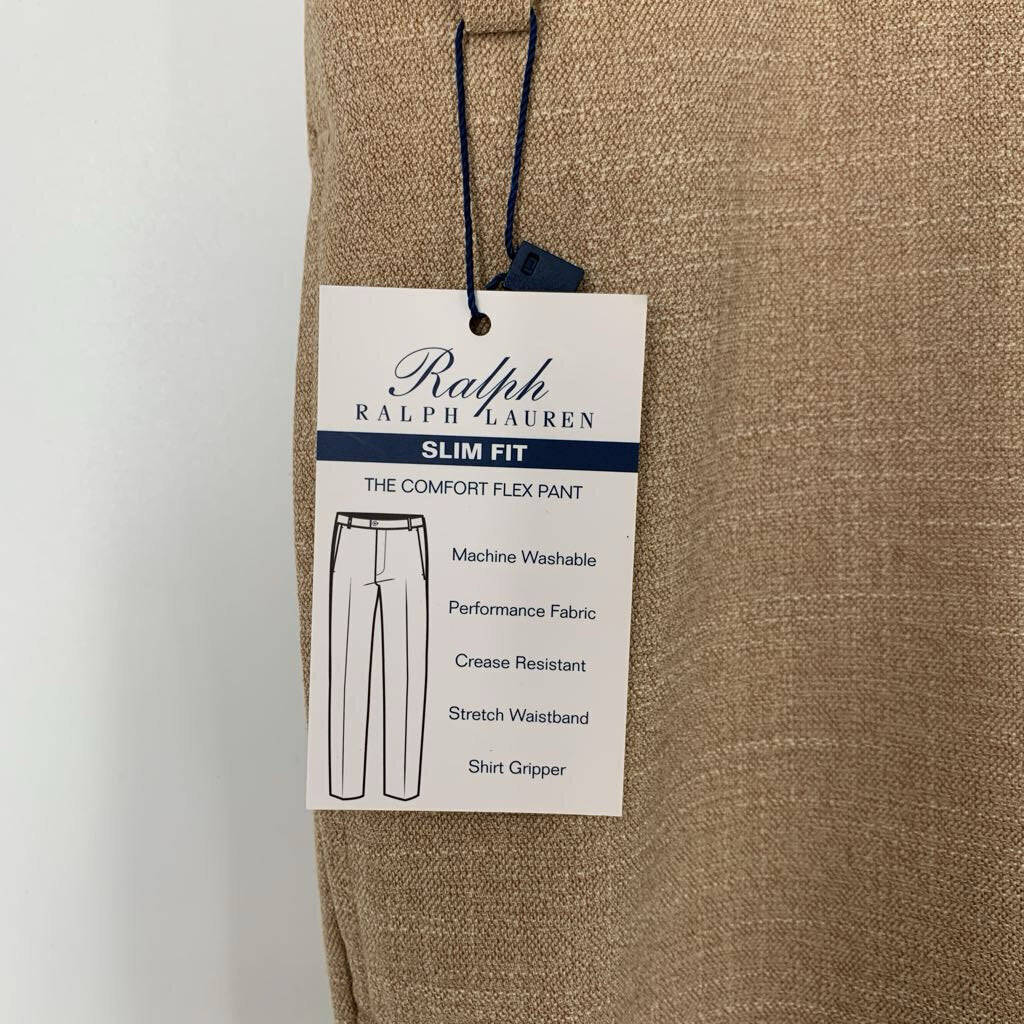 Ralph
RALPH LAUREN
SLIM FIT
THE COMFORT FLEX PANT
Machine Washable
Performance Fabric
Crease Resistant
Stretch Waistband
Shirt Gripper